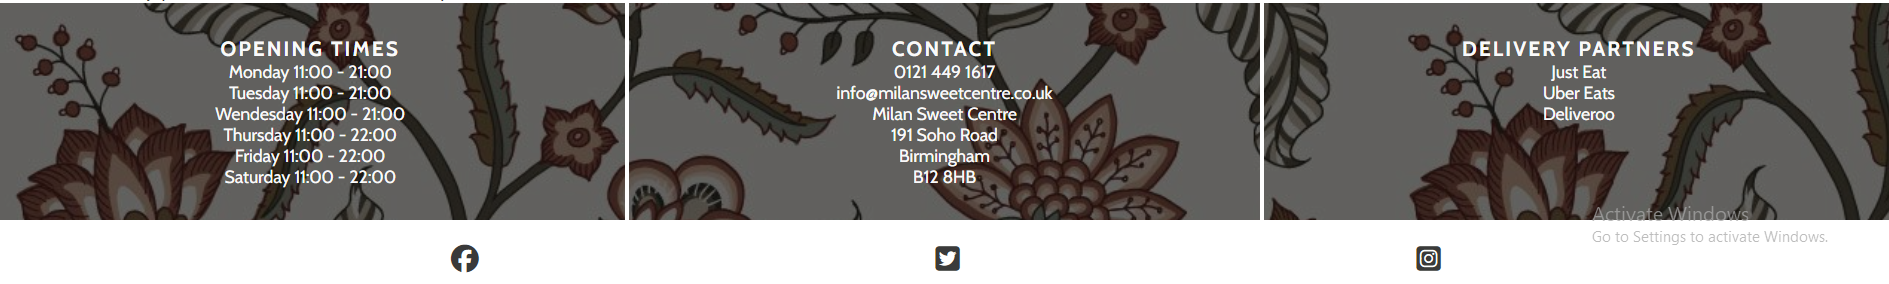 OPENING TIMES
Monday 11:00 - 21:00
Tuesday 11:00 - 21:00
Wendesday 11:00 - 21:00
Thursday 11:00 - 22:00
Friday 11:00 - 22:00
Saturday 11:00 - 22:00
CONTACT
0121 449 1617
info@milansweetcentre.co.uk
Milan Sweet Centre
191 Soho Road
Birmingham
B12 8HB
DELIVERY PARTNERS
Just Eat
Uber Eats
Deliveroo
Activate Windows
Go to Settings to activate Windows.